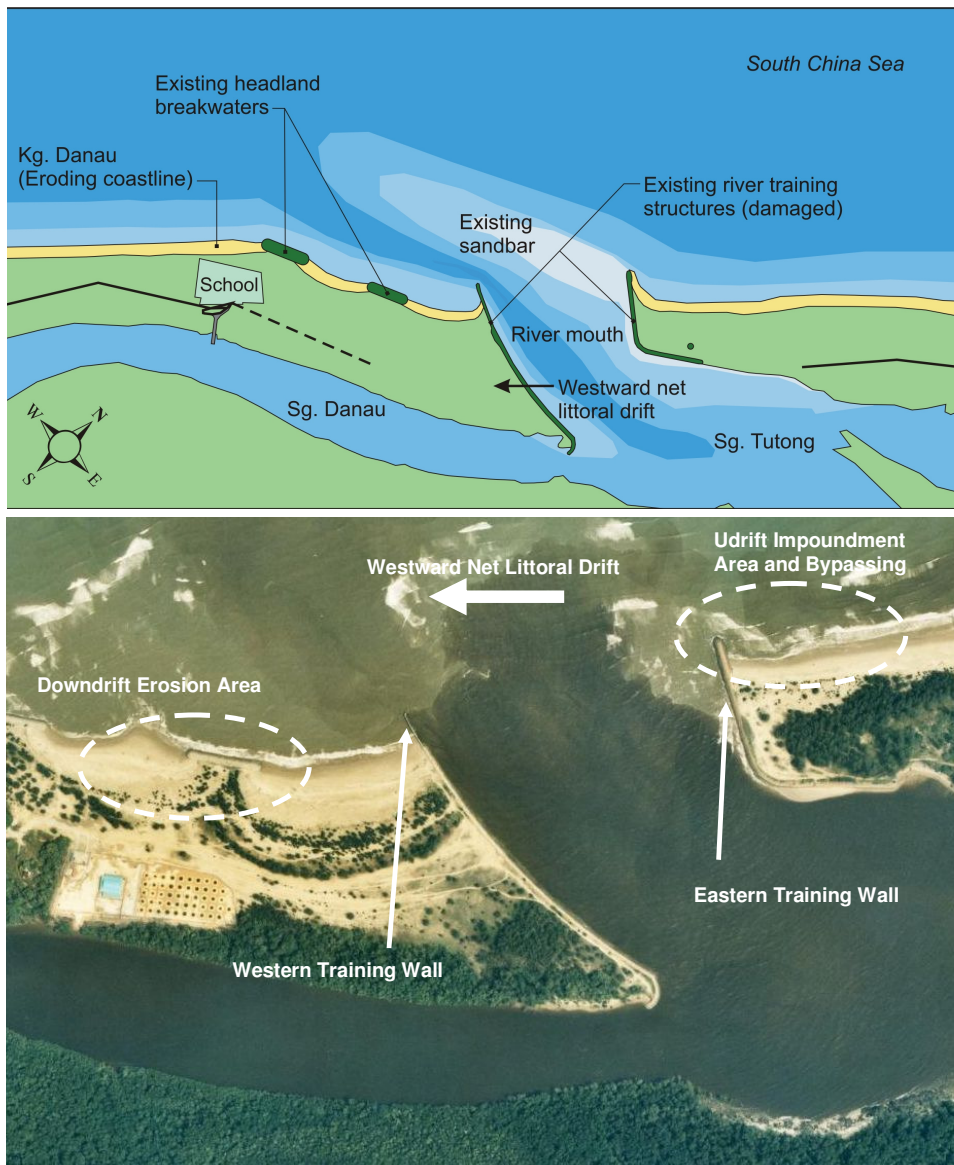 South China Sea
Existing headland
breakwaters
Kg. Danau
(Eroding coastline)
Existing river training
structures (damaged)
Existing
sandbar
School
River mouth
Westward net
littoral drift
Sg. Danau
Sg. Tutong
W
N
S
E
Udrift Impoundment
Area and Bypassing
Westward Net Littoral Drift
Downdrift Erosion Area
Eastern Training Wall
Western Training Wall